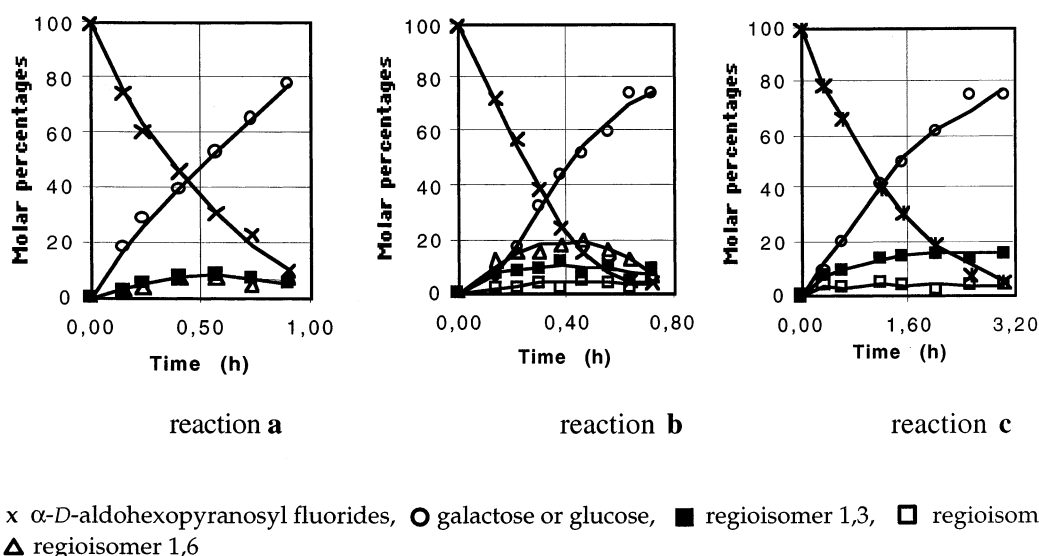 100
80
60
40
20
0
Molar percentages
0,00 0,50 1,00
Time (h)
reaction a
100
80
60
40
20
0
Molar percentages
0,00 0,40 0,80
Time (h)
reaction b
100
80
60
40
20
0
Molar percentages
0,00 1,60 3,20
Time (h)
reaction c
x α-D-aldohexopyranosyl fluorides, O galactose or glucose, ■ regioisomer 1,3, □ regioisom
△ regioisomer 1,6